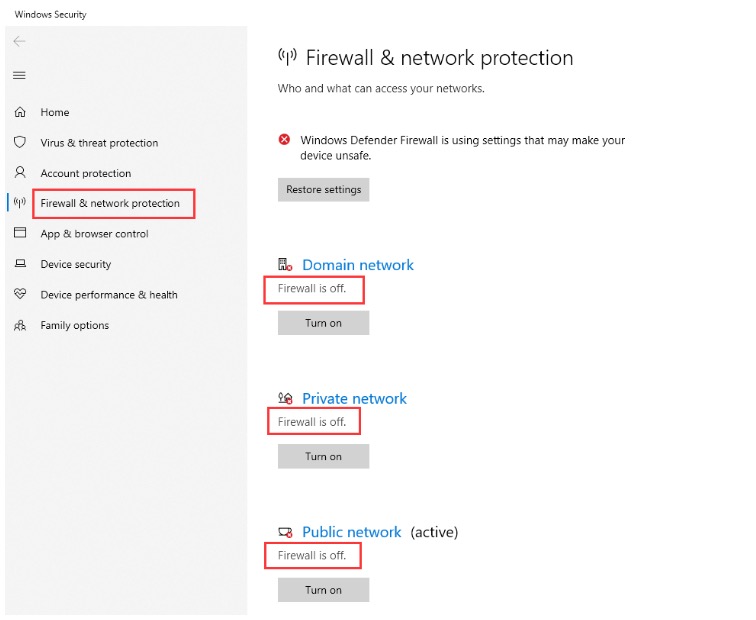 Windows Security
Home
Virus & threat protection
Account protection
Firewall & network protection
App & browser control
Device security
Device performance & health
Family options
Firewall & network protection
Who and what can access your networks.
Windows Defender Firewall is using settings that may make your
device unsafe.
Restore settings
Domain network
Firewall is off.
Turn on
Private network
Firewall is off.
Turn on
Public network (active)
Firewall is off.
Turn on